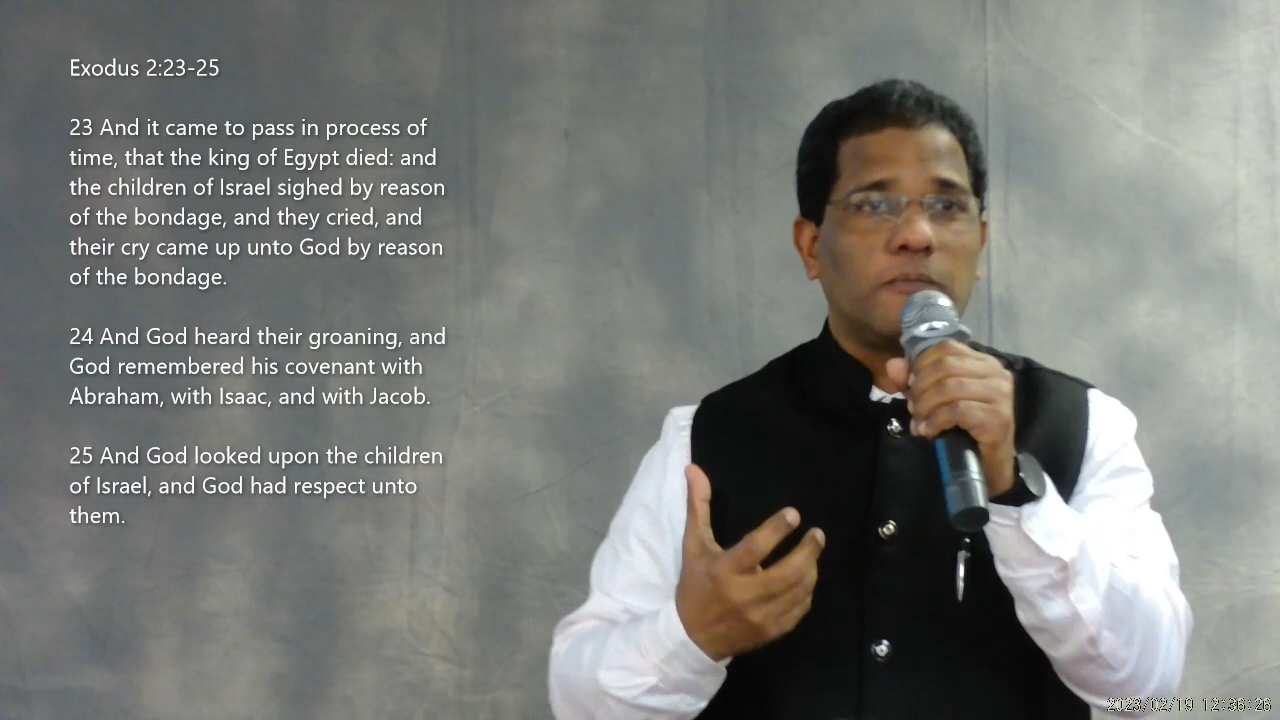 Exodus 2:23-25
23 And it came to pass in process of
time, that the king of Egypt died: and
the children of Israel sighed by reason
of the bondage, and they cried, and
their cry came up unto God by reason
of the bondage.
24 And God heard their groaning, and
God remembered his covenant with
Abraham, with Isaac, and with Jacob.
25 And God looked upon the children
of Israel, and God had respect unto
them.
2023/02/19 12:36:28